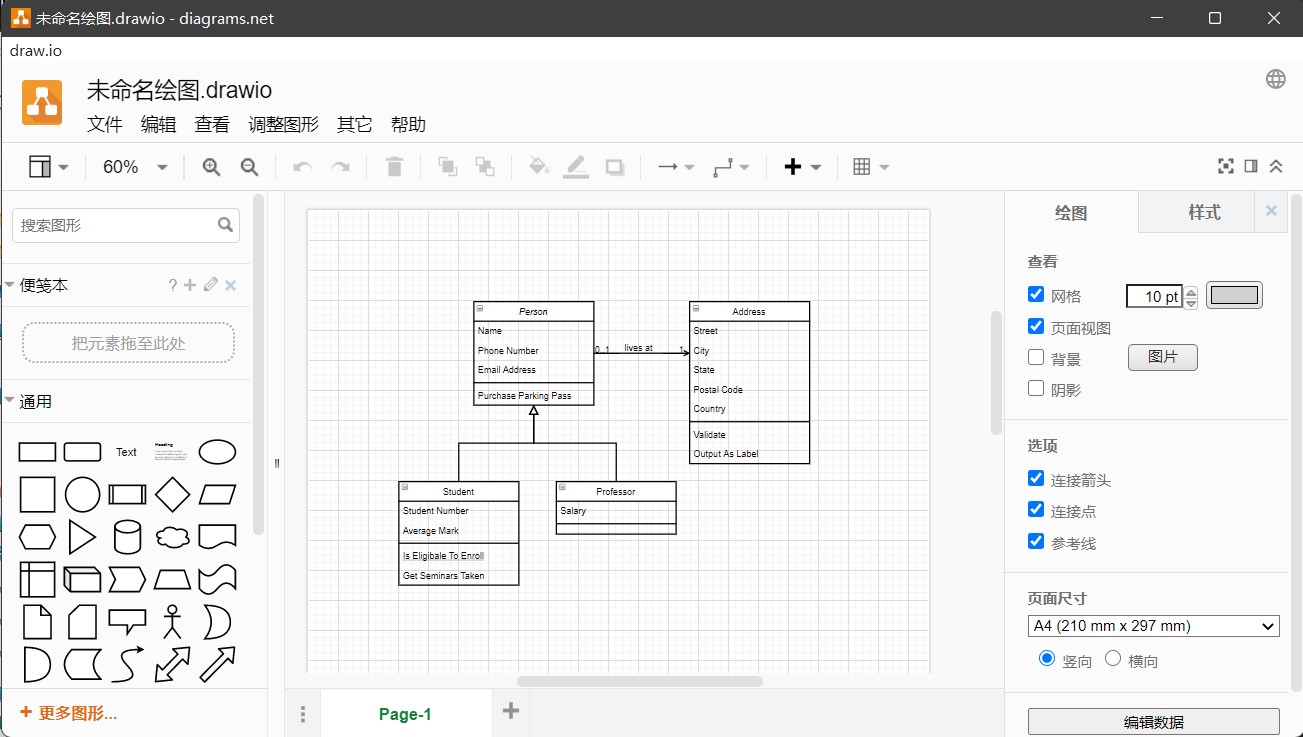 未命名绘图.drawio - diagrams.net
draw.io
未命名绘图.drawio
文件 编辑 查看 调整图形 其它 帮助
60%
搜索图形
便笺本 ?
把元素拖至此处
通用
Text
Heading
更多图形...
Person
Name
Phone Number
Email Address
Purchase Parking Pass
0..1 lives at 1
Address
Street
City
State
Postal Code
Country
Validate
Output As Label
Student
Student Number
Average Mark
Is Eligibale To Enroll
Get Seminars Taken
Professor
Salary
Page-1
绘图 样式
查看
网格 10 pt
页面视图
背景 图片
阴影
选项
连接箭头
连接点
参考线
页面尺寸
A4 (210 mm x 297 mm)
竖向 横向
编辑数据